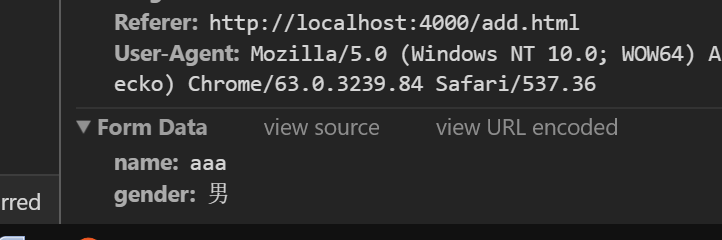 Referer: http://localhost:4000/add.html
User-Agent: Mozilla/5.0 (Windows NT 10.0; WOW64) A
ecko) Chrome/63.0.3239.84 Safari/537.36
Form Data view source view URL encoded
name: aaa
gender: 男
rred